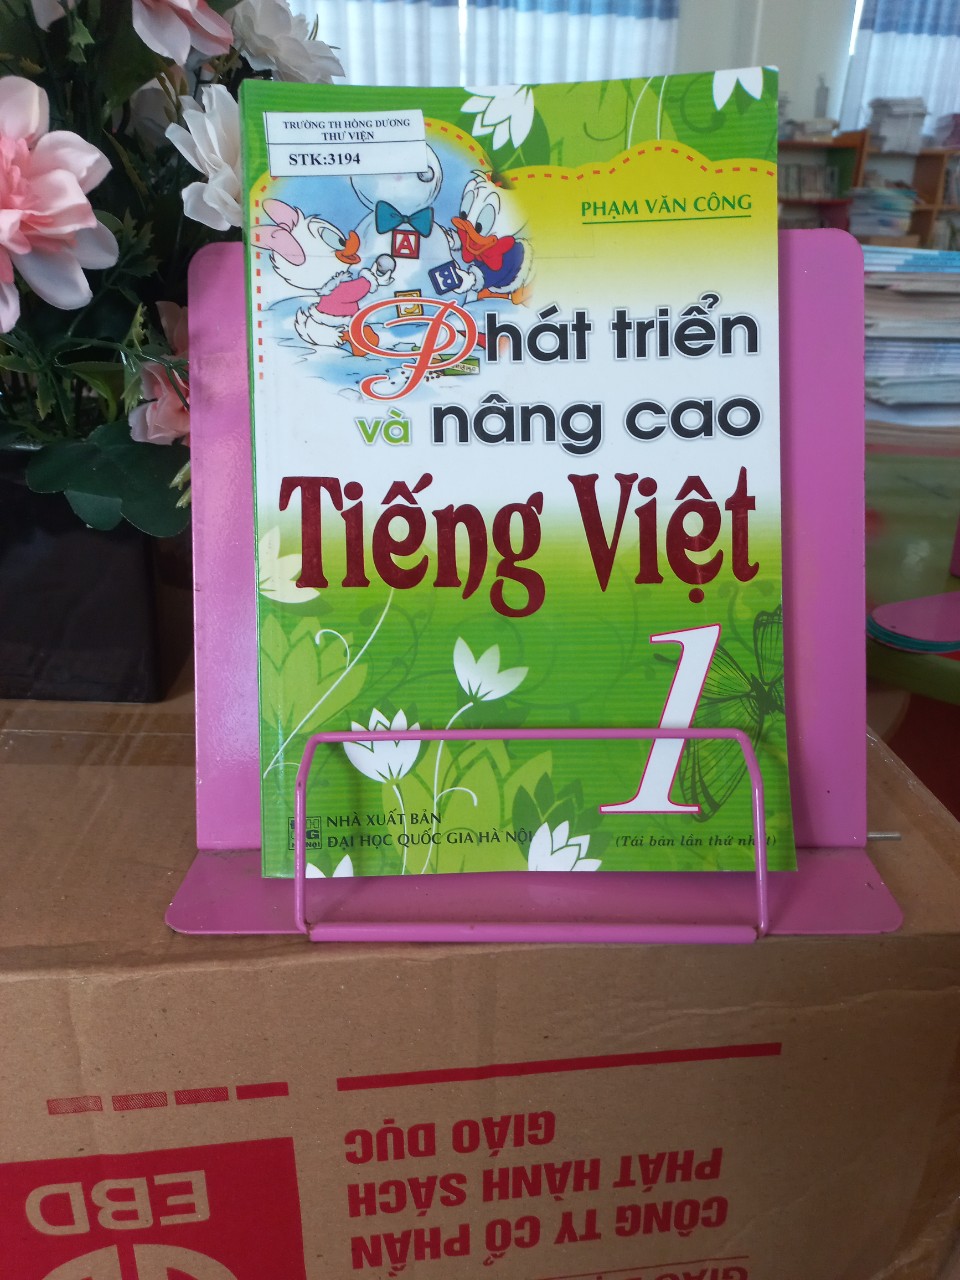 TRƯỜNG TH HỒNG DƯƠNG
THƯ VIỆN
STK:3194
PHẠM VĂN CÔNG
A
B
Phát triển
và nâng cao
Tiếng Việt
1
NHÀ XUẤT BẢN
ĐẠI HỌC QUỐC GIA HÀ NỘI
(Tái bản lần thứ nhất)
CÔNG TY CỔ PHẦN
PHÁT HÀNH SÁCH
GIÁO DỤC
EBD